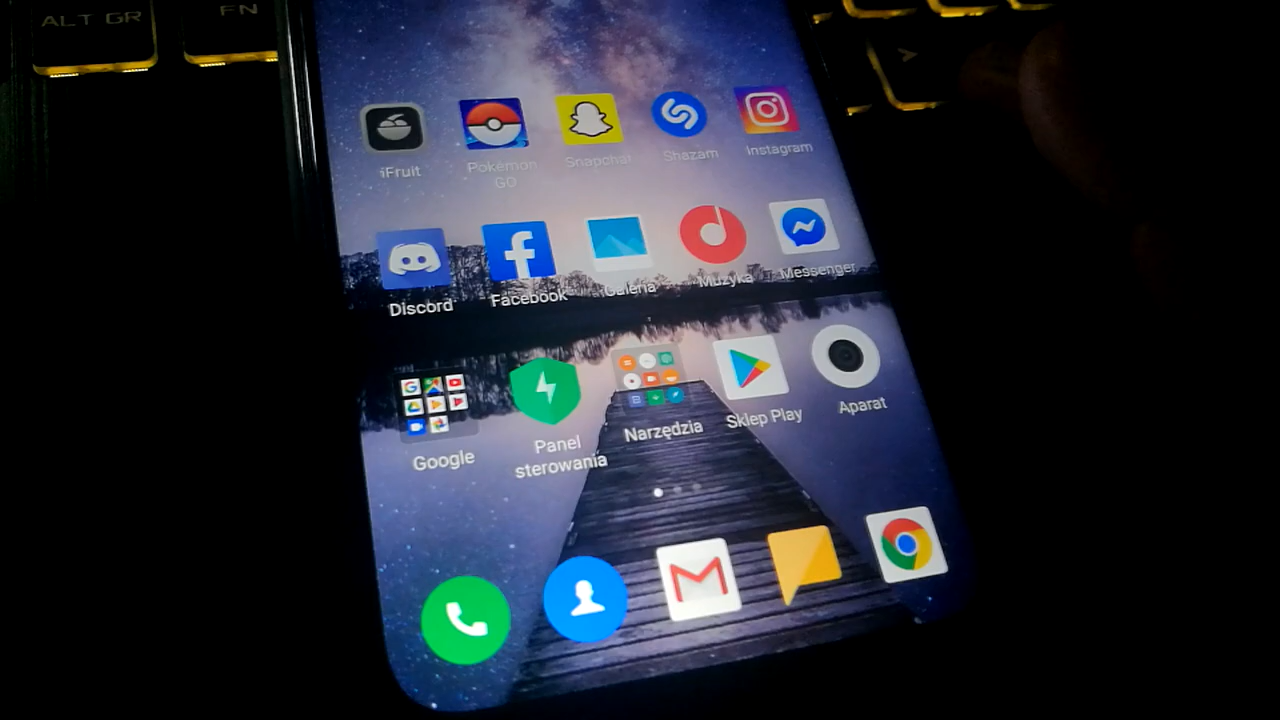 ALT GR
FN
>
iFruit
Pokémon
GO
Snapchat
Shazam
Instagram
Discord
Facebook
Galeria
Muzyka
Messenger
Google
Panel
sterowania
Narzędzia
Sklep Play
Aparat